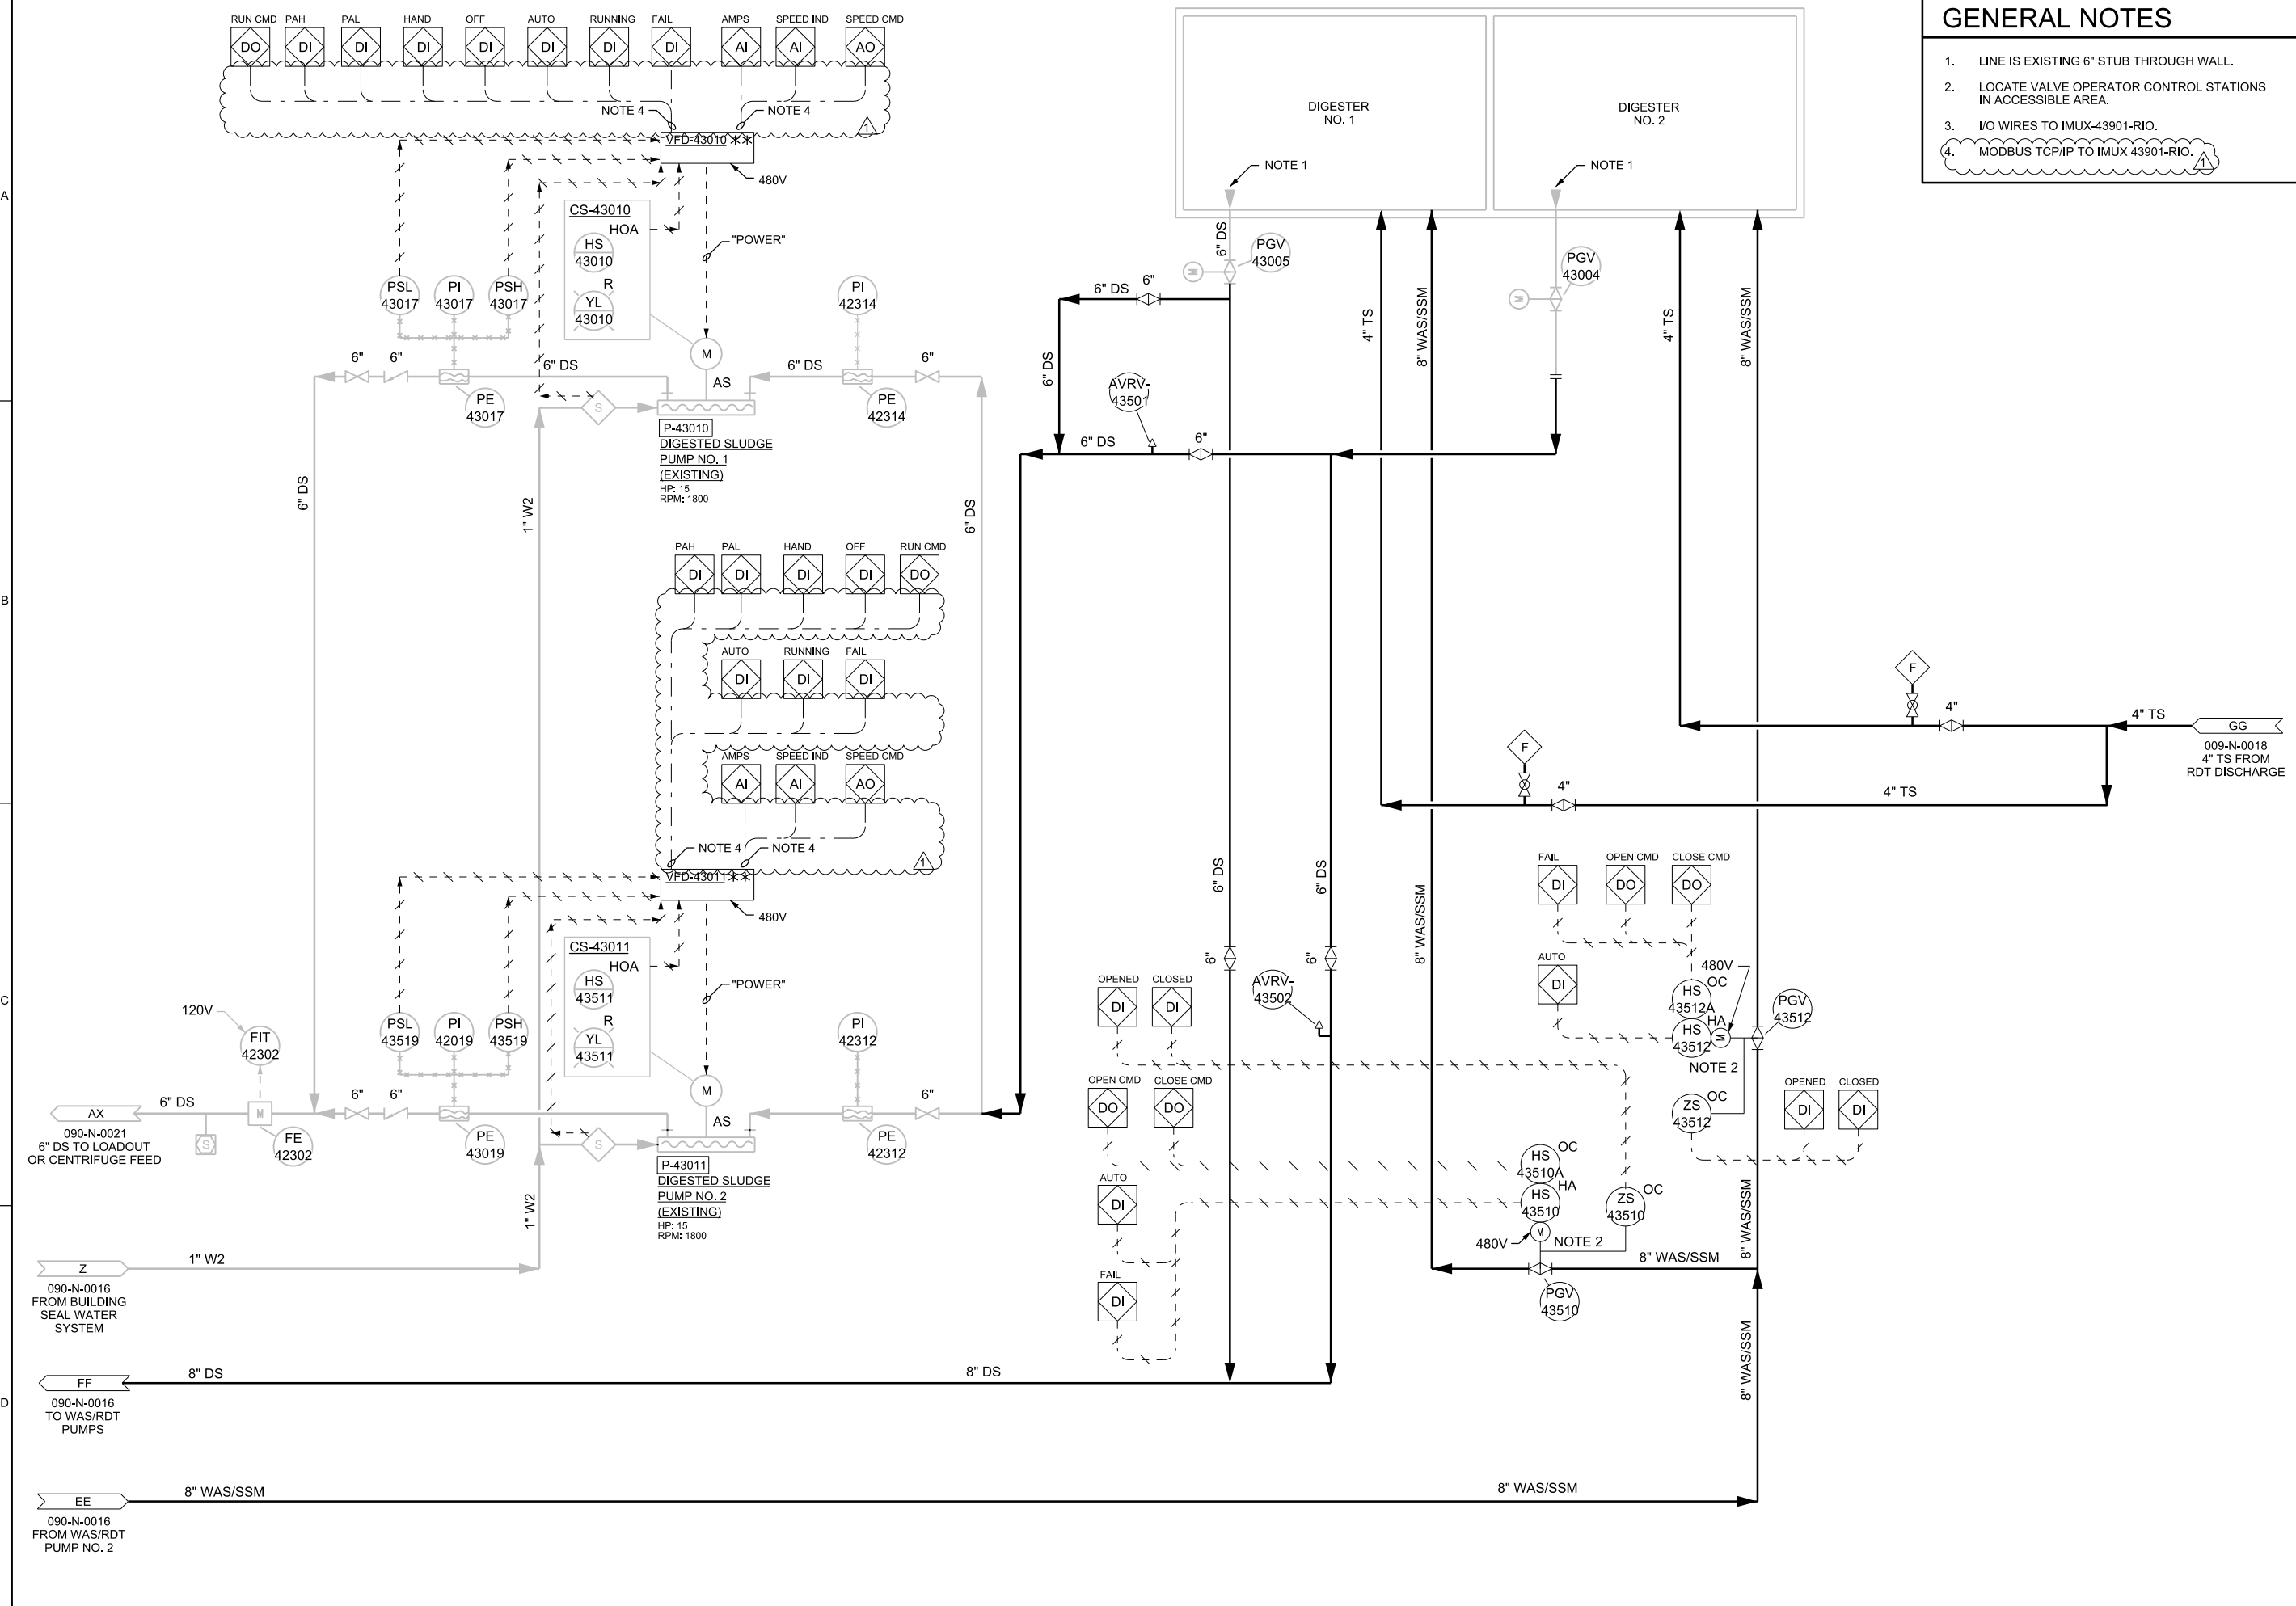 GENERAL NOTES
1. LINE IS EXISTING 6" STUB THROUGH WALL.
2. LOCATE VALVE OPERATOR CONTROL STATIONS
IN ACCESSIBLE AREA.
3. I/O WIRES TO IMUX-43901-RIO.
4. MODBUS TCP/IP TO IMUX 43901-RIO.
1
A
B
C
D
RUN CMD PAH PAL HAND OFF AUTO RUNNING FAIL AMPS SPEED IND SPEED CMD
DO DI DI DI DI DI DI DI AI AI AO
NOTE 4 NOTE 4
1
VFD-43010 **
480V
CS-43010
HOA
HS
43010
R
YL
43010
"POWER"
PSL
43017
PI
43017
PSH
43017
PI
42314
6" 6" 6" DS M 6" DS 6"
AS
PE
43017
S
PE
42314
P-43010
DIGESTED SLUDGE
PUMP NO. 1
(EXISTING)
HP: 15
RPM: 1800
6" DS
1" W2
6" DS
PAH PAL HAND OFF RUN CMD
DI DI DI DI DO
AUTO RUNNING FAIL
DI DI DI
AMPS SPEED IND SPEED CMD
AI AI AO
NOTE 4 NOTE 4
1
VFD-43011 **
480V
CS-43011
HOA
HS
43511
R
YL
43511
"POWER"
120V
FIT
42302
PSL
43519
PI
42019
PSH
43519
PI
42312
6" 6" M 6"
AS
AX
6" DS
M
090-N-0021
6" DS TO LOADOUT
OR CENTRIFUGE FEED
S
FE
42302
PE
43019
S
PE
42312
P-43011
DIGESTED SLUDGE
PUMP NO. 2
(EXISTING)
HP: 15
RPM: 1800
1" W2
Z
1" W2
090-N-0016
FROM BUILDING
SEAL WATER
SYSTEM
FF
8" DS
8" DS
090-N-0016
TO WAS/RDT
PUMPS
EE
8" WAS/SSM
8" WAS/SSM
090-N-0016
FROM WAS/RDT
PUMP NO. 2
DIGESTER
NO. 1
DIGESTER
NO. 2
NOTE 1
NOTE 1
6" DS
M
PGV
43005
M
PGV
43004
6" DS
6"
6" DS
4" TS
8" WAS/SSM
4" TS
8" WAS/SSM
AVRV-
43501
6" DS
6"
F
4"
4" TS
GG
009-N-0018
4" TS FROM
RDT DISCHARGE
F
4"
4" TS
6" DS
6" DS
8" WAS/SSM
6"
6"
AVRV-
43502
FAIL OPEN CMD CLOSE CMD
DI DO DO
AUTO
DI
480V
HS
43512A
OC
HS
43512
HA
M
PGV
43512
NOTE 2
ZS
43512
OC
OPENED CLOSED
DI DI
OPENED CLOSED
DI DI
OPEN CMD CLOSE CMD
DO DO
AUTO
DI
FAIL
DI
HS
43510A
OC
HS
43510
HA
ZS
43510
OC
M
480V
NOTE 2
PGV
43510
8" WAS/SSM
8" WAS/SSM
8" WAS/SSM